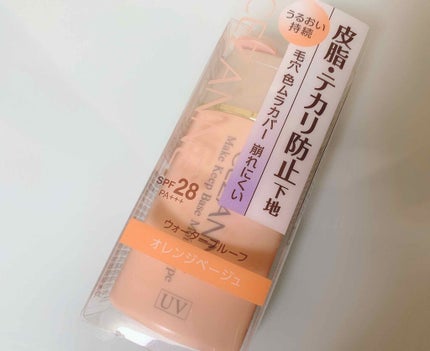 うるおい
持続
皮脂・テカリ防止下地
毛穴 色ムラカバー 崩れにくい
CEZANNE
Make Keep Base
SPF28
PA+++
ウォータープルーフ
オレンジベージュ
UV